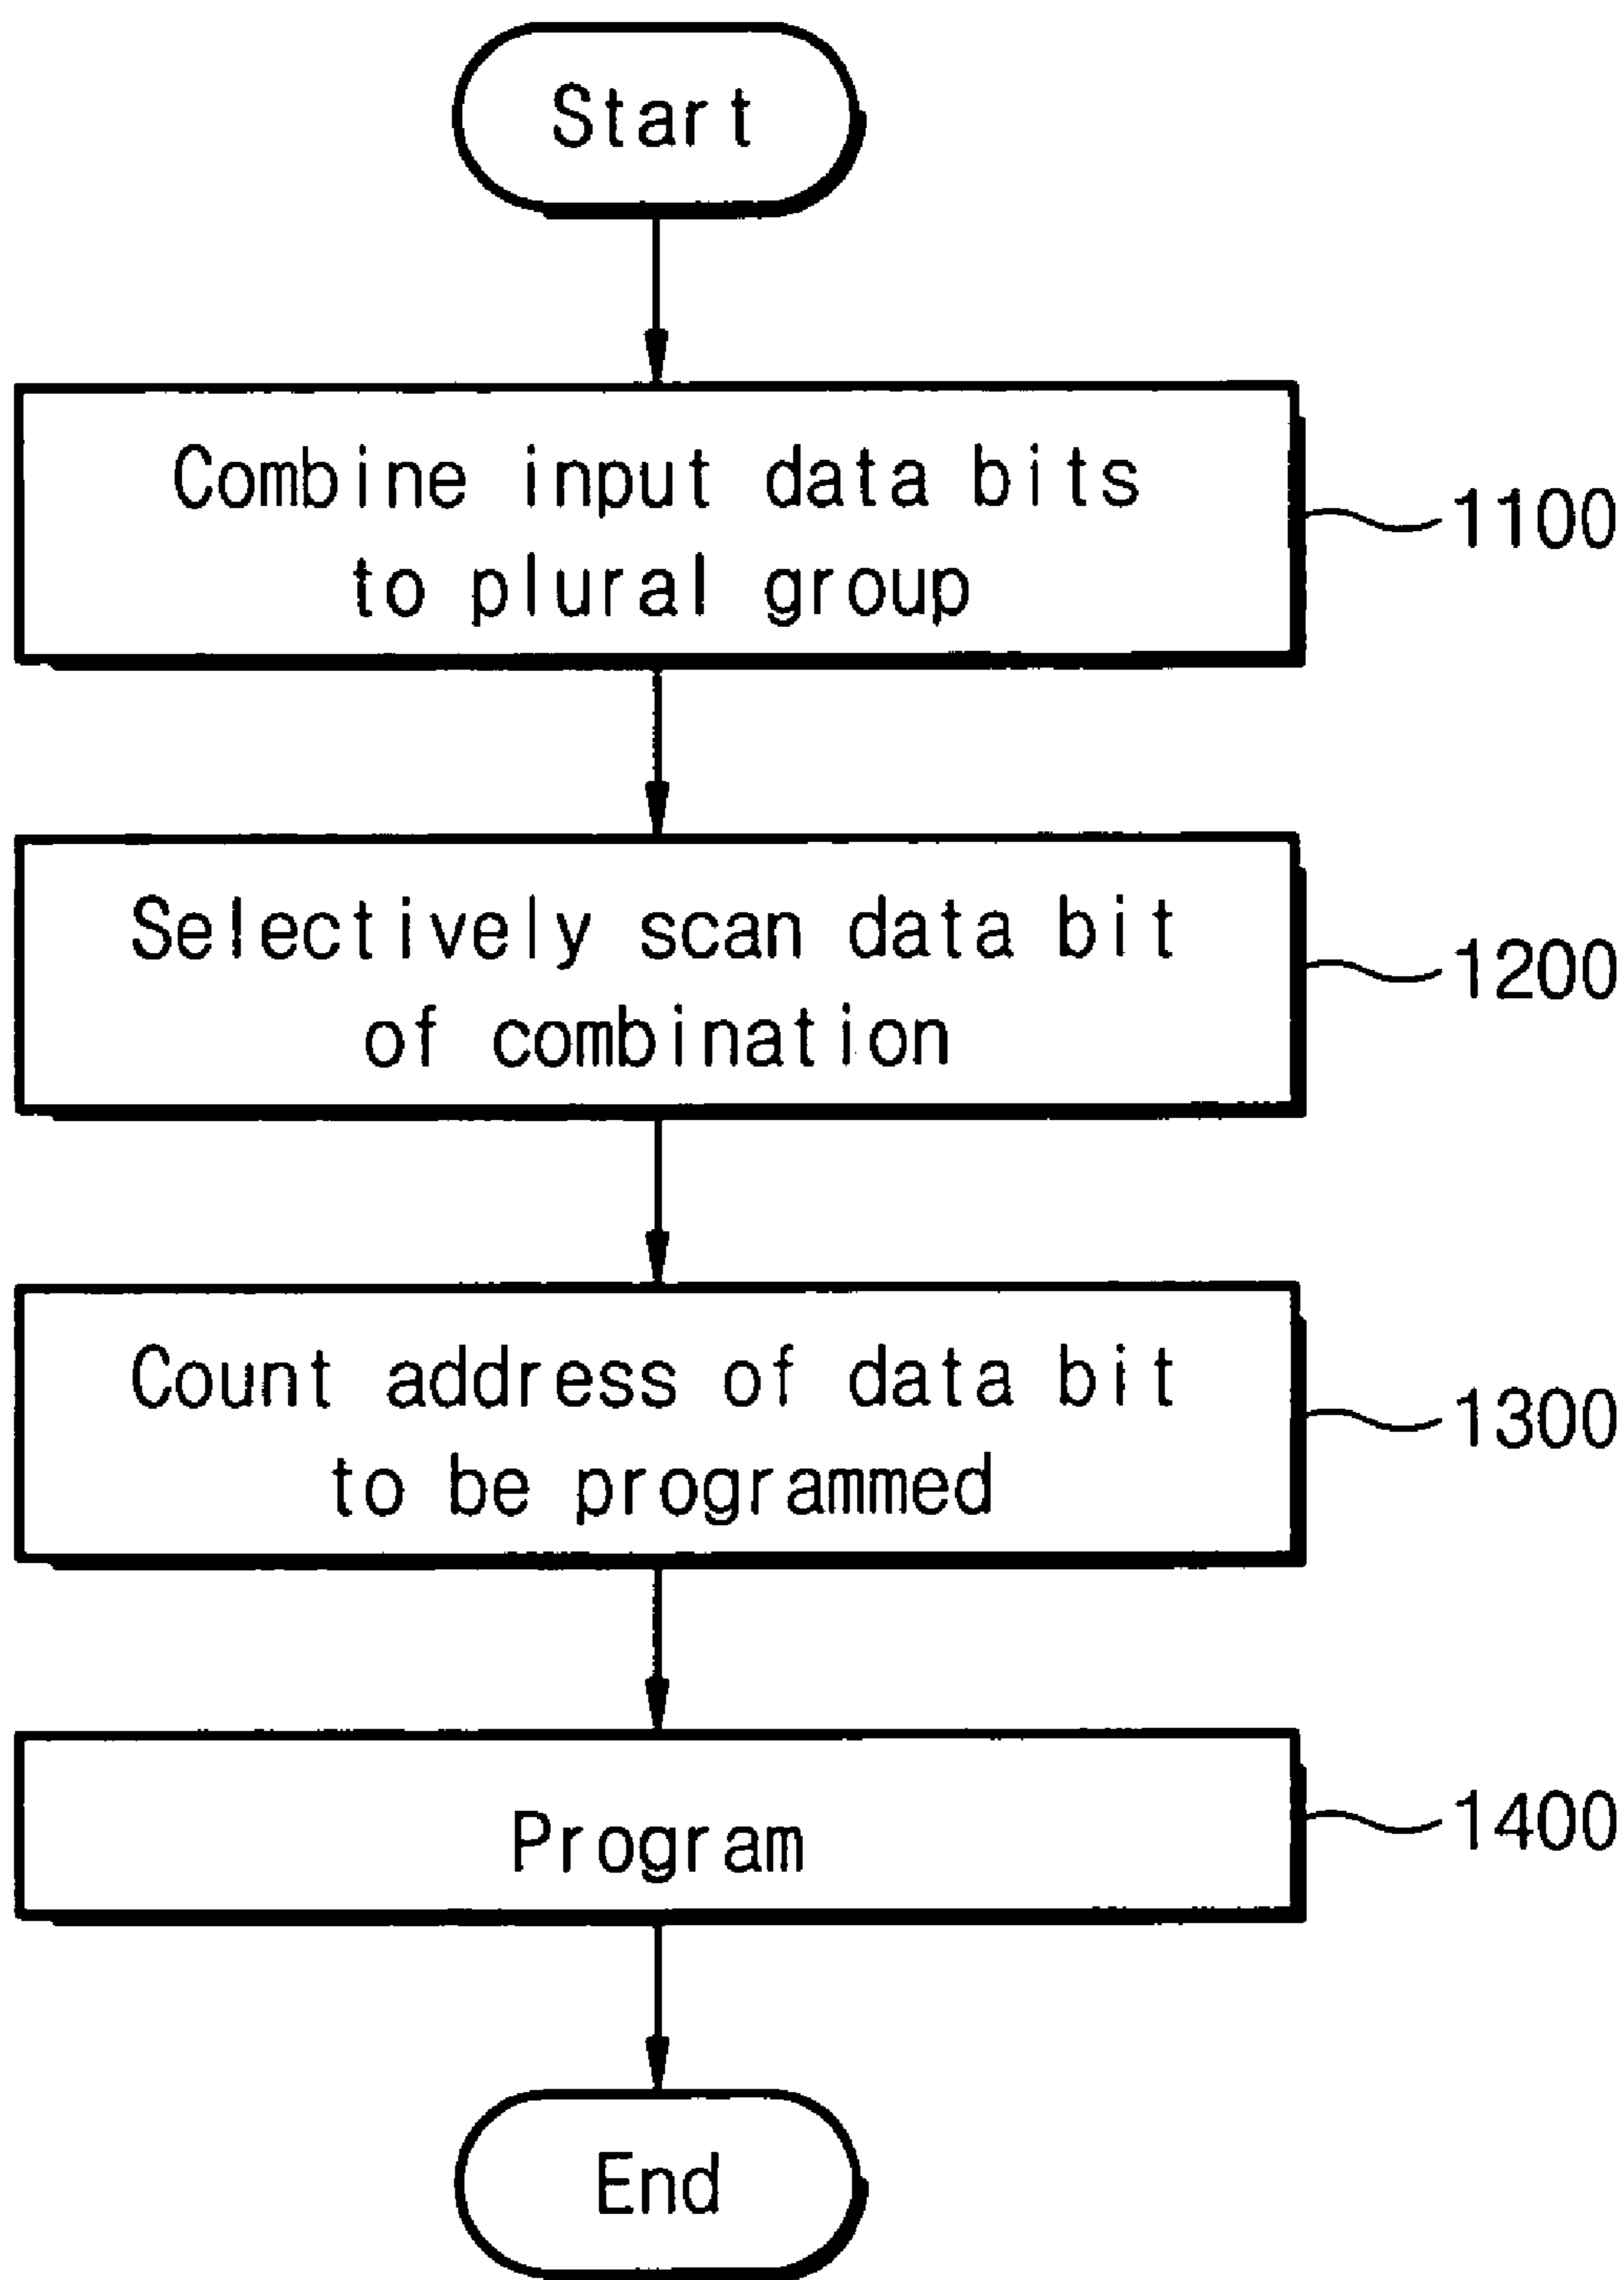 Start
Combine input data bits
to plural group
1100
Selectively scan data bit
of combination
1200
Count address of data bit
to be programmed
1300
Program
1400
End